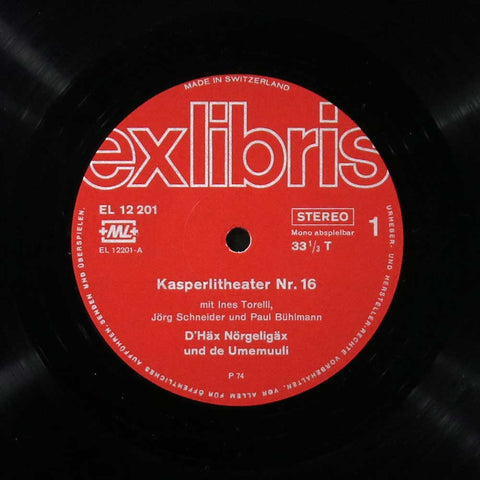 MADE IN SWITZERLAND
exlibris
EL 12 201
ML
EL 12201-A
STEREO
Mono abspielbar
33 1/3 T
1
Kasperlitheater Nr. 16
mit Ines Torelli,
Jörg Schneider und Paul Bühlmann
D'Häx Nörgeligäx
und de Umemuuli
P 74
URHEBER- UND HERSTELLER-RECHTE VORBEHALTEN. VOR ALLEM FÜR ÖFFENTLICHES AUFFÜHREN, SENDEN UND ÜBERSPIELEN.